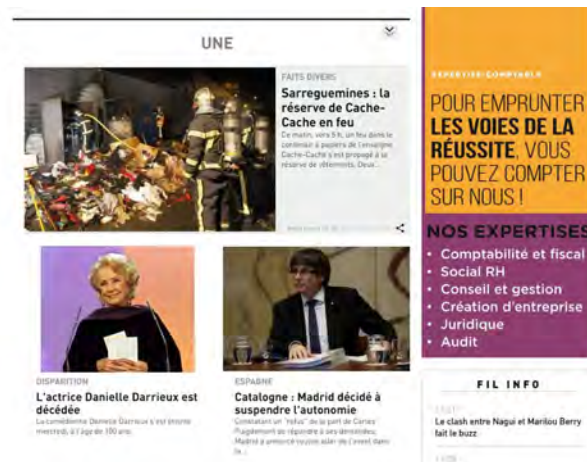 UNE
FAITS DIVERS
Sarreguemines : la
réserve de Cache-
Cache en feu
Ce matin, vers 5 h, un feu dans le
conteneur à papiers de l'enseigne
Cache-Cache s'est propagé à la
réserve de vêtements. Deux...
DISPARITION
L'actrice Danielle Darrieux est
décédée
La comédienne Danielle Darrieux s'est éteinte
mercredi, à l'âge de 100 ans.
ESPAGNE
Catalogne : Madrid décidé à
suspendre l'autonomie
Constatant un "refus" de la part de Carles
Puigdemont de répondre à ses demandes,
Madrid a annoncé vouloir aller de l'avant dans
la...
EXPERTISE-COMPTABLE
POUR EMPRUNTER
LES VOIES DE LA
RÉUSSITE, VOUS
POUVEZ COMPTER
SUR NOUS !
NOS EXPERTISES
• Comptabilité et fiscal
• Social RH
• Conseil et gestion
• Création d'entreprise
• Juridique
• Audit
FIL INFO
Le clash entre Nagui et Marilou Berry
fait le buzz